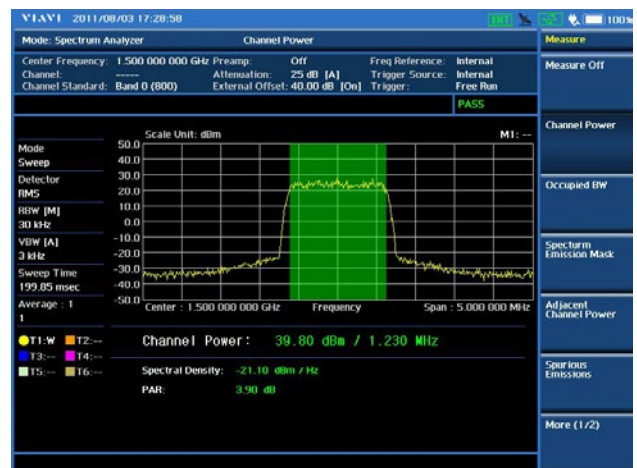 VIAVI 2011/08/03 17:28:58 100%
Mode: Spectrum Analyzer Channel Power Measure
Center Frequency: 1.500 000 000 GHz Preamp: Off Freq Reference: Internal
Channel: ----- Attenuation: 25 dB [A] Trigger Source: Internal
Channel Standard: Band 0 (800) External Offset: 40.00 dB [On] Trigger: Free Run
PASS
Measure Off
Channel Power
Occupied BW
Specturm
Emission Mask
Adjacent
Channel Power
Spurious
Emissions
More (1/2)
Scale Unit: dBm M1: --
Mode
Sweep
Detector
RMS
RBW [M]
30 kHz
VBW [A]
3 kHz
Sweep Time
199.85 msec
Average : 1
1
50.0
40.0
30.0
20.0
10.0
0.0
-10.0
-20.0
-30.0
-40.0
-50.0
Center : 1.500 000 000 GHz Frequency Span : 5.000 000 MHz
T1:W T2:--
T3:-- T4:--
T5:-- T6:--
Channel Power: 39.80 dBm / 1.230 MHz
Spectral Density: -21.10 dBm / Hz
PAR: 3.90 dB